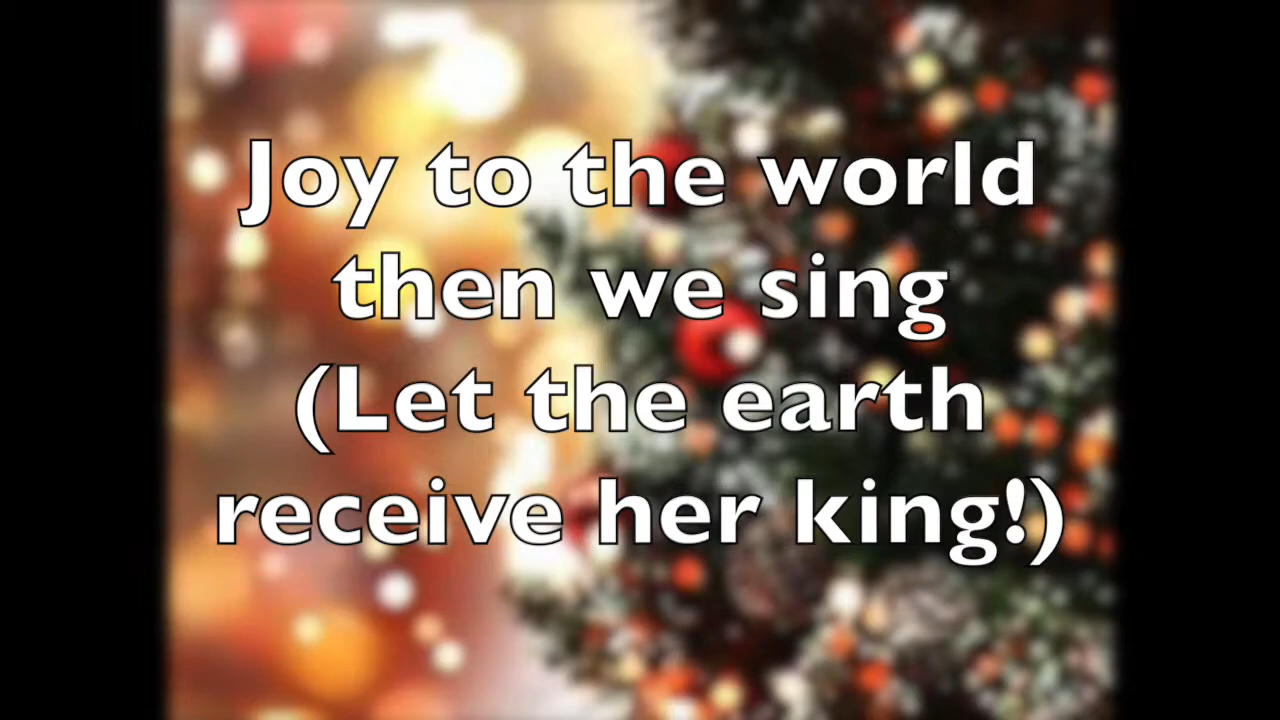 Joy to the world
then we sing
(Let the earth
receive her king!)